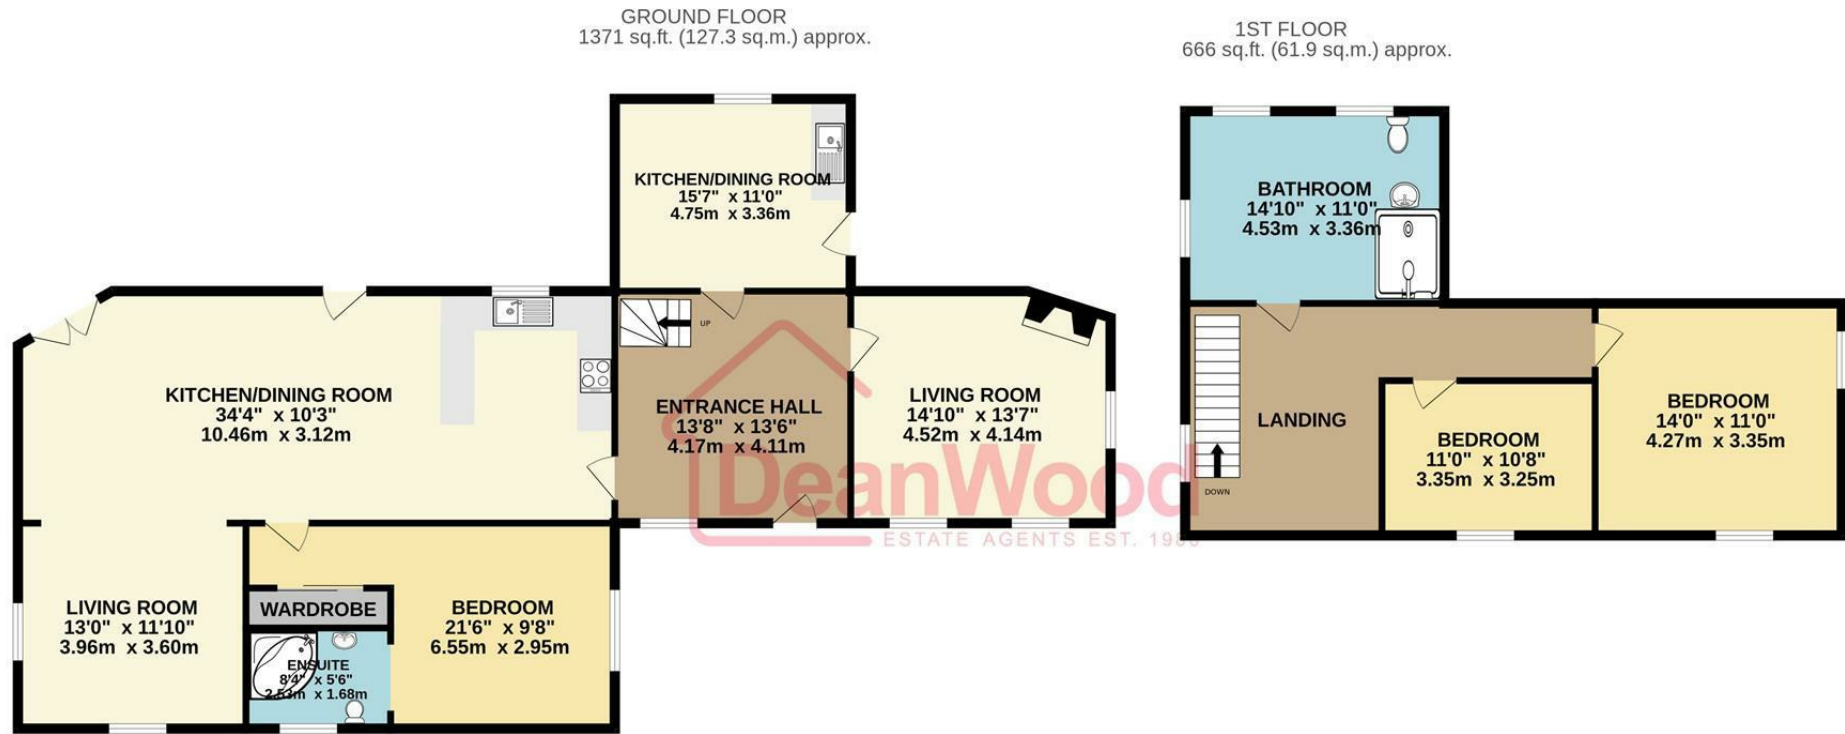 GROUND FLOOR
1371 sq.ft. (127.3 sq.m.) approx.
1ST FLOOR
666 sq.ft. (61.9 sq.m.) approx.
KITCHEN/DINING ROOM
15'7" x 11'0"
4.75m x 3.36m
BATHROOM
14'10" x 11'0"
4.53m x 3.36m
UP
KITCHEN/DINING ROOM
34'4" x 10'3"
10.46m x 3.12m
ENTRANCE HALL
13'8" x 13'6"
4.17m x 4.11m
LIVING ROOM
14'10" x 13'7"
4.52m x 4.14m
LANDING
DOWN
BEDROOM
11'0" x 10'8"
3.35m x 3.25m
BEDROOM
14'0" x 11'0"
4.27m x 3.35m
DeanWood
ESTATE AGENTS EST.
LIVING ROOM
13'0" x 11'10"
3.96m x 3.60m
WARDROBE
BEDROOM
21'6" x 9'8"
6.55m x 2.95m
ENSUITE
8'4" x 5'6"
2.53m x 1.68m